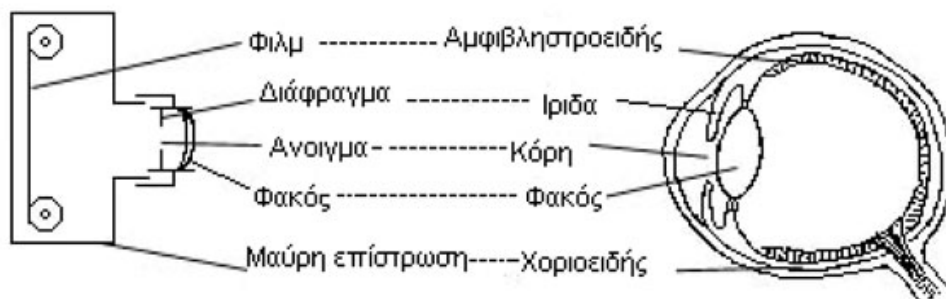 Φιλμ ------------ Αμφιβληστροειδής
Διάφραγμα ---------- Ιριδα
Ανοιγμα ------------ Κόρη
Φακός -------------- Φακός
Μαύρη επίστρωση ----- Χοριοειδής